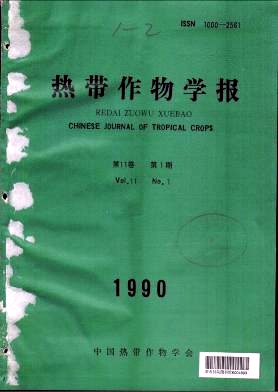 1-2
ISSN 1000-2561
热带作物学报
REDAI ZUOWU XUEBAO
CHINESE JOURNAL OF TROPICAL CROPS
第11卷 第1期
Vol.11 No.1
1990
中国热带作物学会